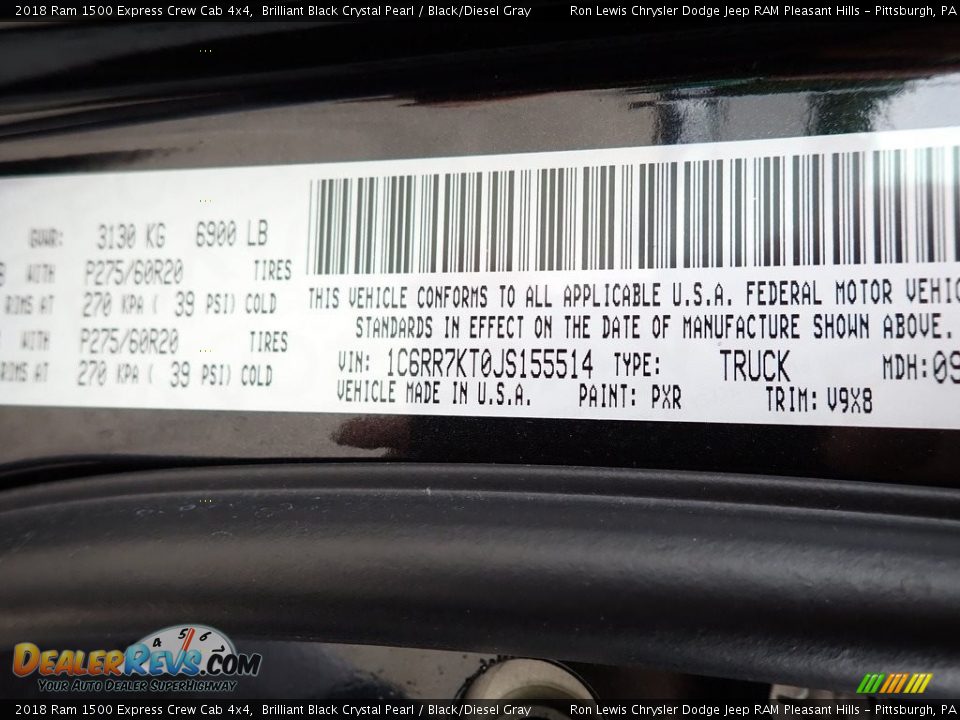 2018 Ram 1500 Express Crew Cab 4x4, Brilliant Black Crystal Pearl / Black/Diesel Gray Ron Lewis Chrysler Dodge Jeep RAM Pleasant Hills - Pittsburgh, PA
GVWR: 3130 KG 6900 LB
WITH P275/60R20 TIRES
RIMS AT 270 KPA ( 39 PSI) COLD
WITH P275/60R20 TIRES
RIMS AT 270 KPA ( 39 PSI) COLD
THIS VEHICLE CONFORMS TO ALL APPLICABLE U.S.A. FEDERAL MOTOR VEHIC
STANDARDS IN EFFECT ON THE DATE OF MANUFACTURE SHOWN ABOVE.
VIN: 1C6RR7KT0JS155514 TYPE: TRUCK MDH: 09
VEHICLE MADE IN U.S.A. PAINT: PXR TRIM: V9X8
4 5 6
DEALERREVS.COM
YOUR AUTO DEALER SUPERHIGHWAY
2018 Ram 1500 Express Crew Cab 4x4, Brilliant Black Crystal Pearl / Black/Diesel Gray Ron Lewis Chrysler Dodge Jeep RAM Pleasant Hills - Pittsburgh, PA